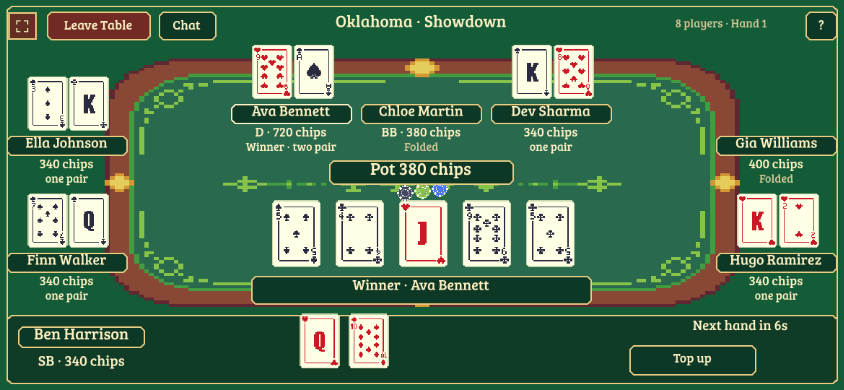 Leave Table
Chat
Oklahoma · Showdown
8 players · Hand 1
?
Ava Bennett
D · 720 chips
Winner · two pair
Chloe Martin
BB · 380 chips
Folded
Dev Sharma
340 chips
one pair
Ella Johnson
340 chips
one pair
Gia Williams
400 chips
Folded
Pot 380 chips
Finn Walker
340 chips
one pair
Hugo Ramirez
340 chips
one pair
K
Q
A
K
K
J
Q
Winner · Ava Bennett
Ben Harrison
SB · 340 chips
Next hand in 6s
Top up